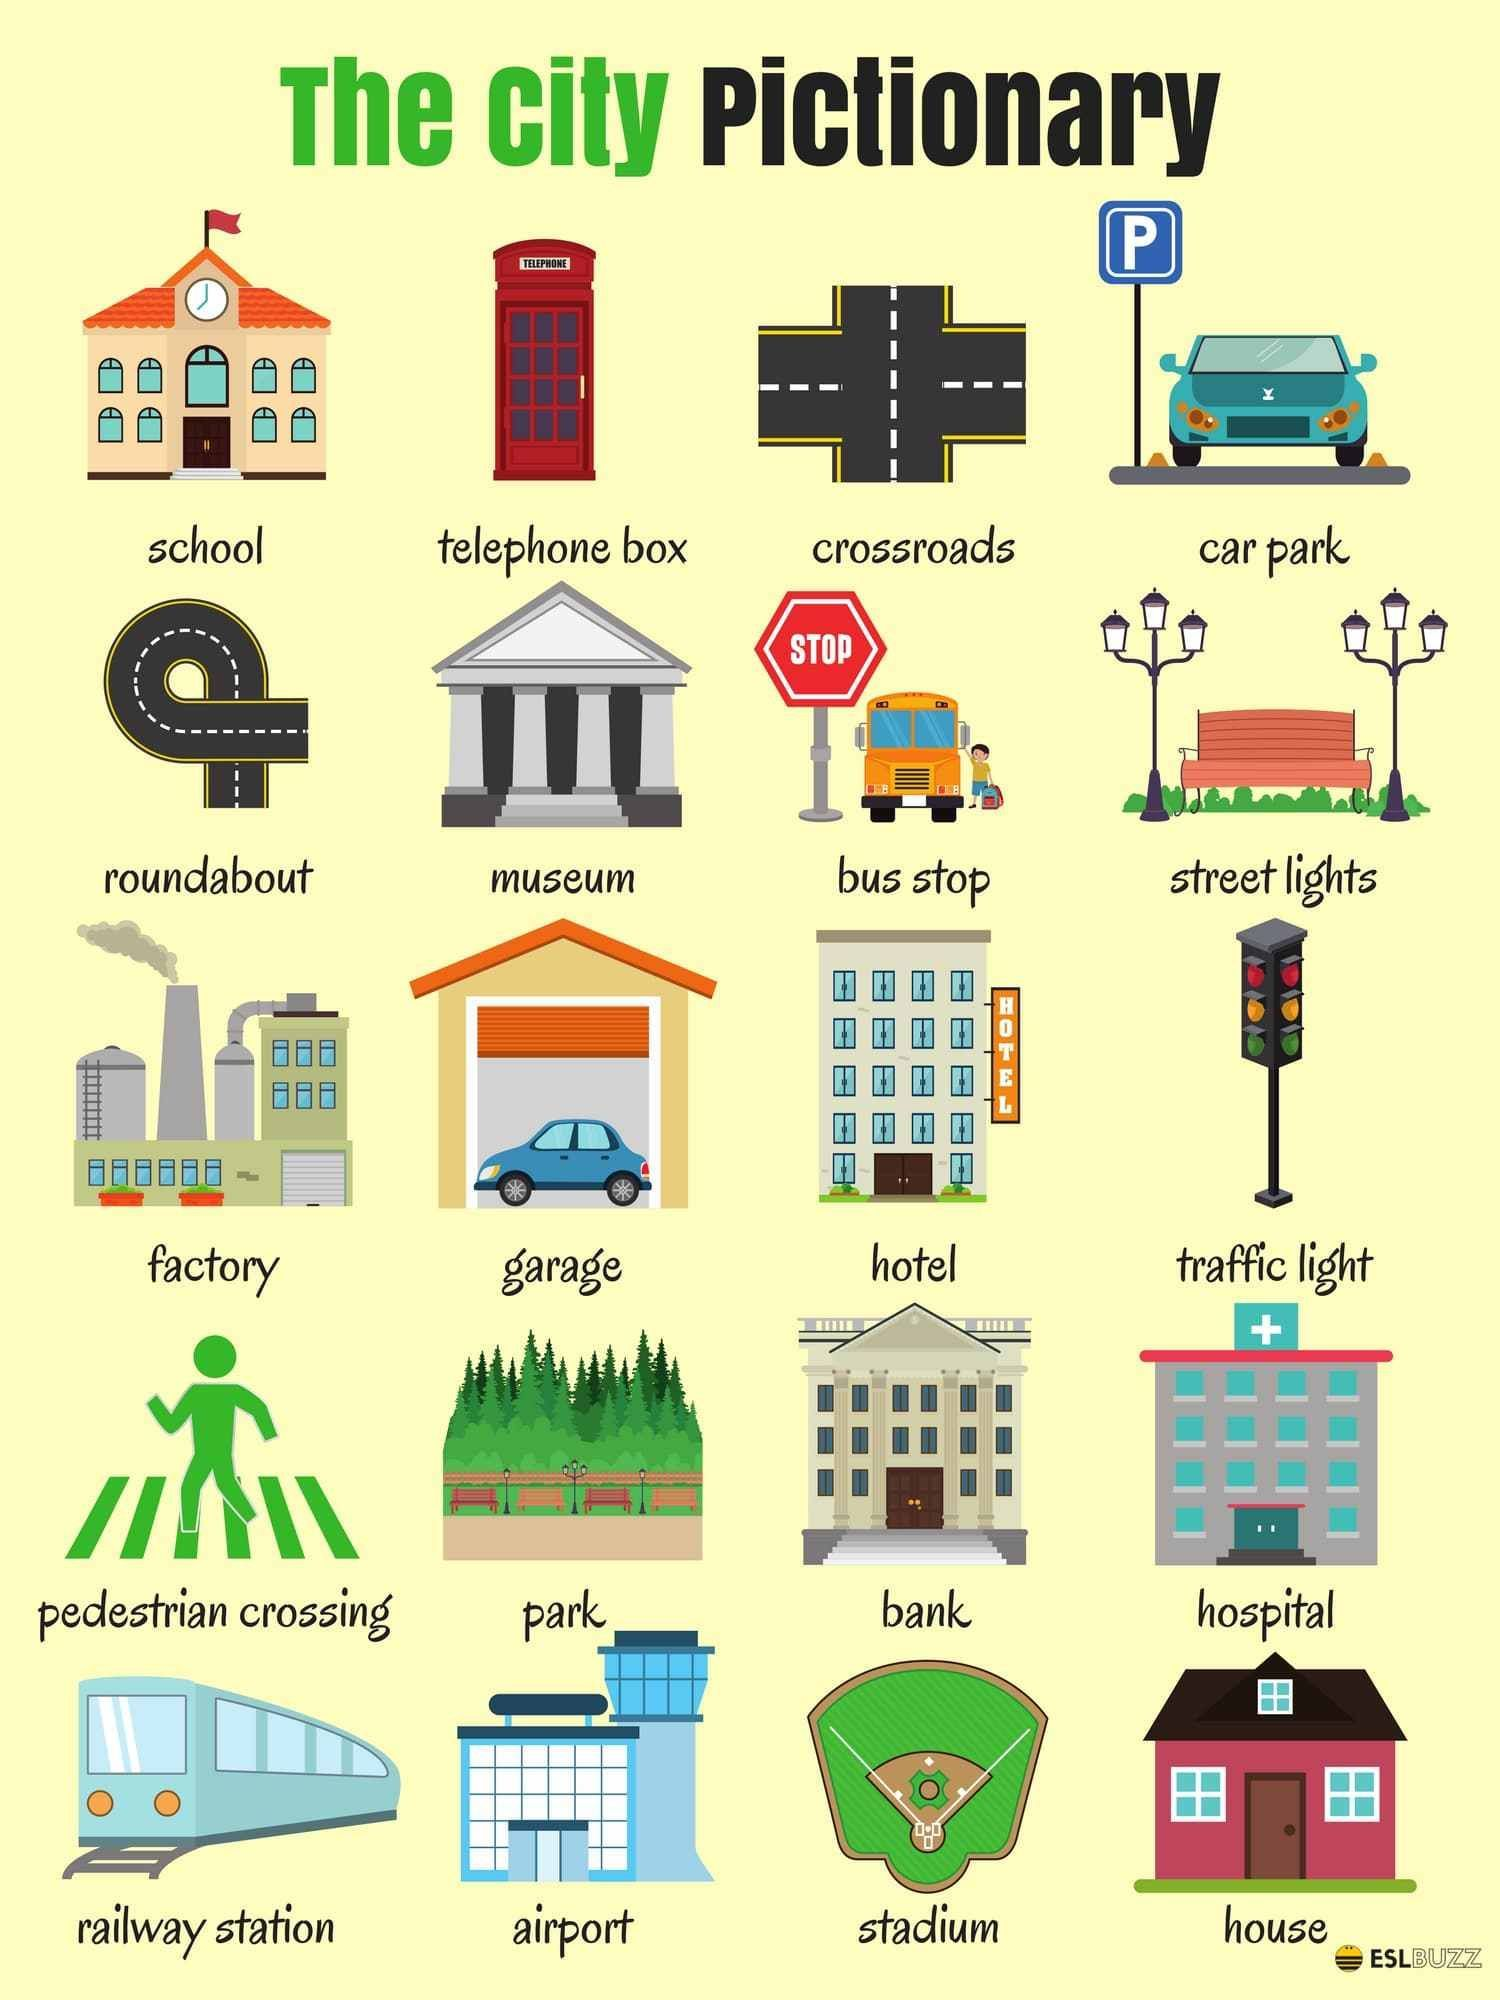 The City Pictionary
TELEPHONE
P
school
telephone box
crossroads
car park
STOP
roundabout
museum
bus stop
street lights
HOTEL
factory
garage
hotel
traffic light
pedestrian crossing
park
bank
hospital
railway station
airport
stadium
house
ESLBUZZ